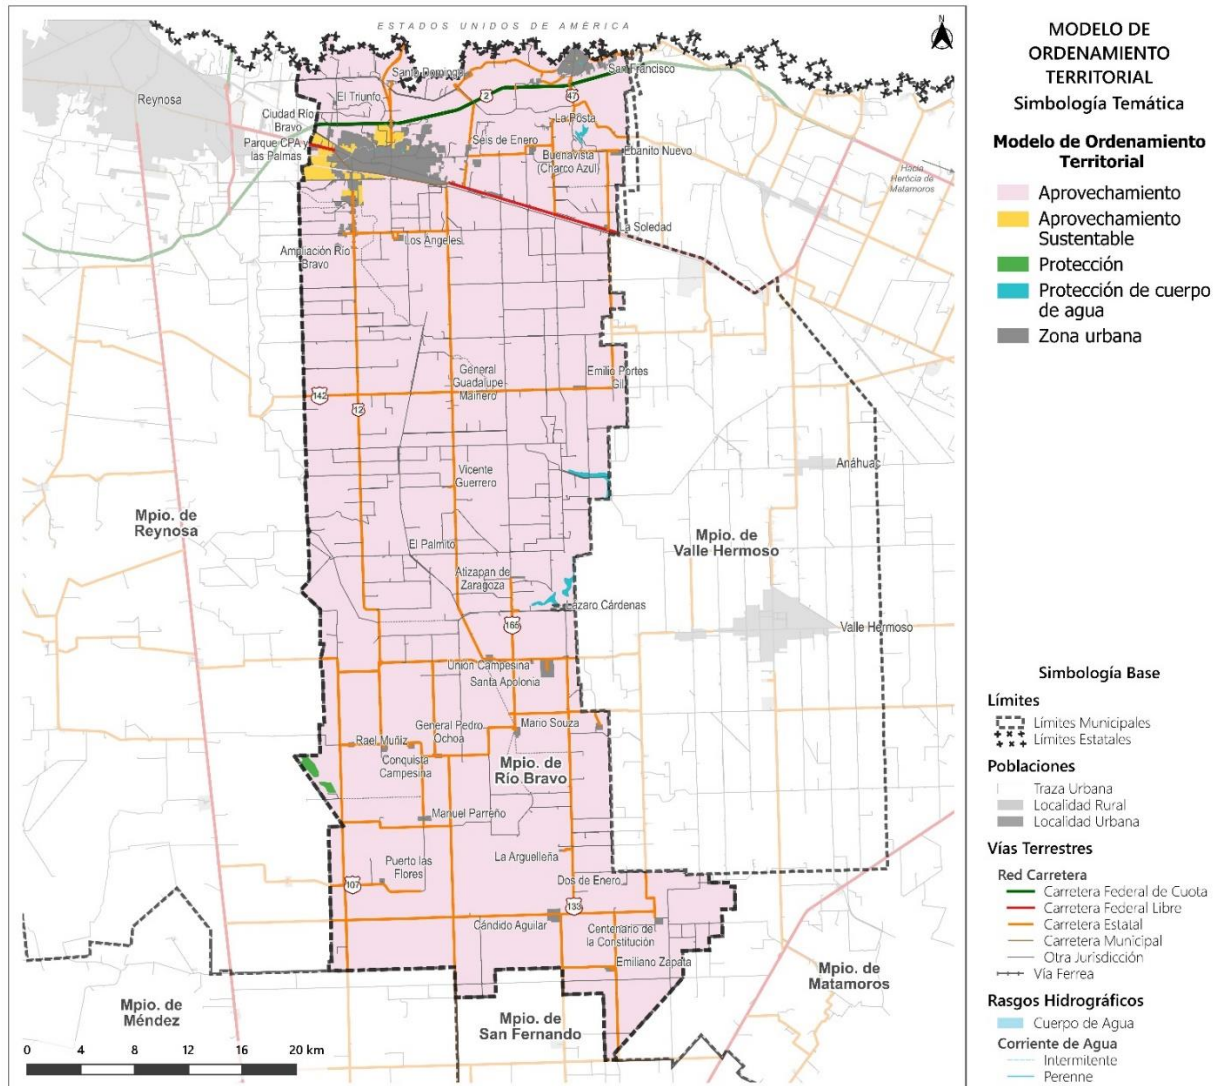 ESTADOS UNIDOS DE AMÉRICA
N
Reynosa
Santo Domingo
San Francisco
El Triunfo
2
47
Ciudad Río
Bravo
La Posta
Parque CPA y
las Palmas
Seis de Enero
Buenavista
(Charco Azul)
Ebanito Nuevo
Hacia
Heróica de
Matamoros
La Soledad
Ampliación Río
Bravo
Los Angeles
General
Guadalupe
Mainero
Emilio Portes
Gil
142
12
Vicente
Guerrero
Anáhuac
Mpio. de
Reynosa
El Palmito
Mpio. de
Valle Hermoso
Atizapan de
Zaragoza
Lázaro Cárdenas
165
Valle Hermoso
Unión Campesina
Santa Apolonia
General Pedro
Ochoa
Mario Souza
Rael Muñiz
Conquista
Campesina
Mpio. de
Río Bravo
Manuel Parreño
La Arguelleña
Puerto las
Flores
Dos de Enero
107
133
Cándido Aguilar
Centenario de
la Constitución
Emiliano Zapata
Mpio. de
Matamoros
Mpio. de
Méndez
Mpio. de
San Fernando
0 4 8 12 16 20 km
MODELO DE
ORDENAMIENTO
TERRITORIAL
Simbología Temática
Modelo de Ordenamiento
Territorial
Aprovechamiento
Aprovechamiento
Sustentable
Protección
Protección de cuerpo
de agua
Zona urbana
Simbología Base
Límites
Límites Municipales
Límites Estatales
Poblaciones
Traza Urbana
Localidad Rural
Localidad Urbana
Vías Terrestres
Red Carretera
Carretera Federal de Cuota
Carretera Federal Libre
Carretera Estatal
Carretera Municipal
Otra Jurisdicción
Vía Ferrea
Rasgos Hidrográficos
Cuerpo de Agua
Corriente de Agua
Intermitente
Perenne